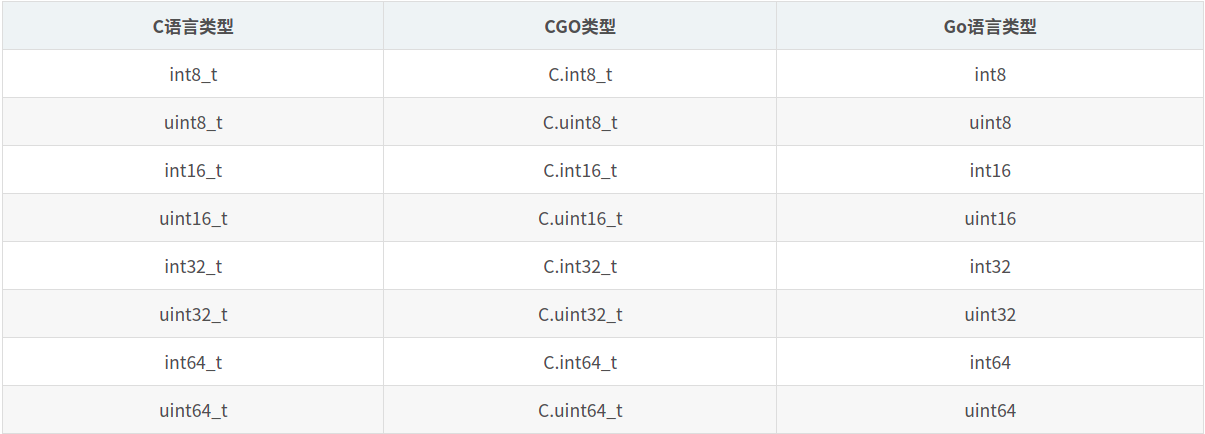 C语言类型 CGO类型 Go语言类型
int8_t C.int8_t int8
uint8_t C.uint8_t uint8
int16_t C.int16_t int16
uint16_t C.uint16_t uint16
int32_t C.int32_t int32
uint32_t C.uint32_t uint32
int64_t C.int64_t int64
uint64_t C.uint64_t uint64